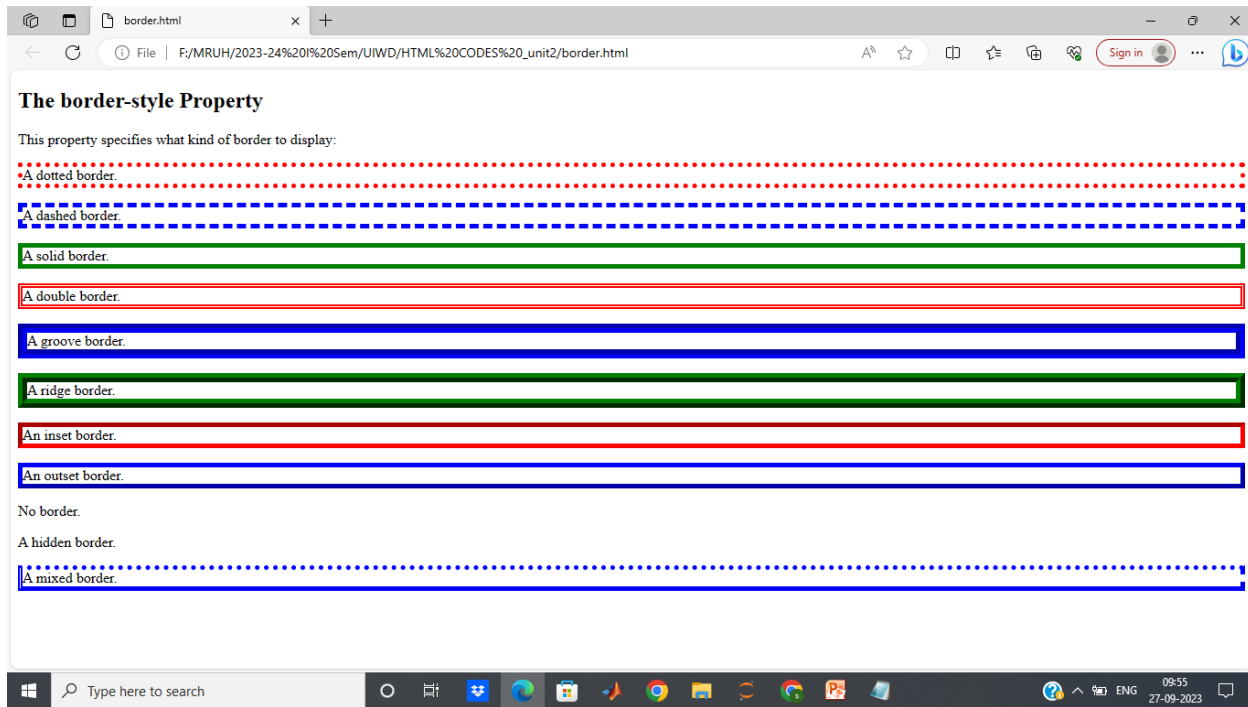 border.html
File
F:/MRUH/2023-24%20I%20Sem/UIWD/HTML%20CODES%20_unit2/border.html
Sign in
The border-style Property
This property specifies what kind of border to display:
A dotted border.
A dashed border.
A solid border.
A double border.
A groove border.
A ridge border.
An inset border.
An outset border.
No border.
A hidden border.
A mixed border.
Type here to search
ENG
09:55
27-09-2023